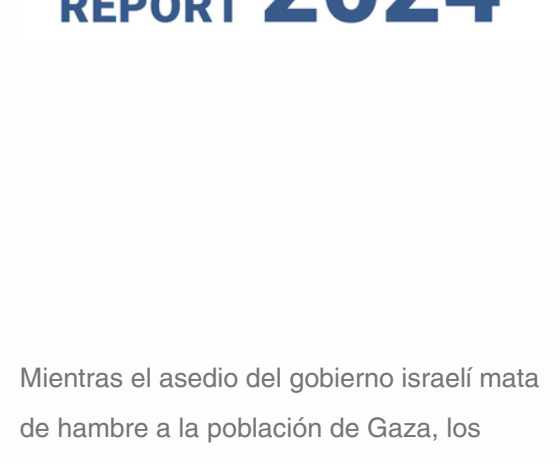 REPORT 2024
Mientras el asedio del gobierno israelí mata
de hambre a la población de Gaza, los